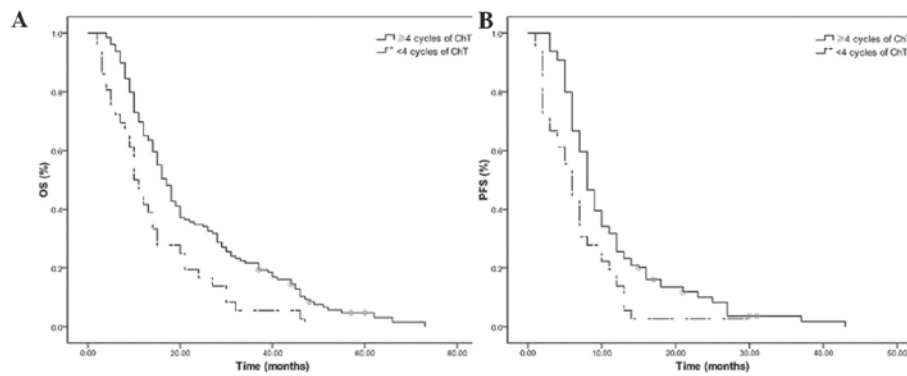 A
B
≥4 cycles of ChT
<4 cycles of ChT
≥4 cycles of ChT
<4 cycles of ChT
1.0
0.8
0.6
0.4
0.2
0.0
OS (%)
1.0
0.8
0.6
0.4
0.2
0.0
PFS (%)
0.00 20.00 40.00 60.00 80.00
Time (months)
0.00 10.00 20.00 30.00 40.00 50.00
Time (months)